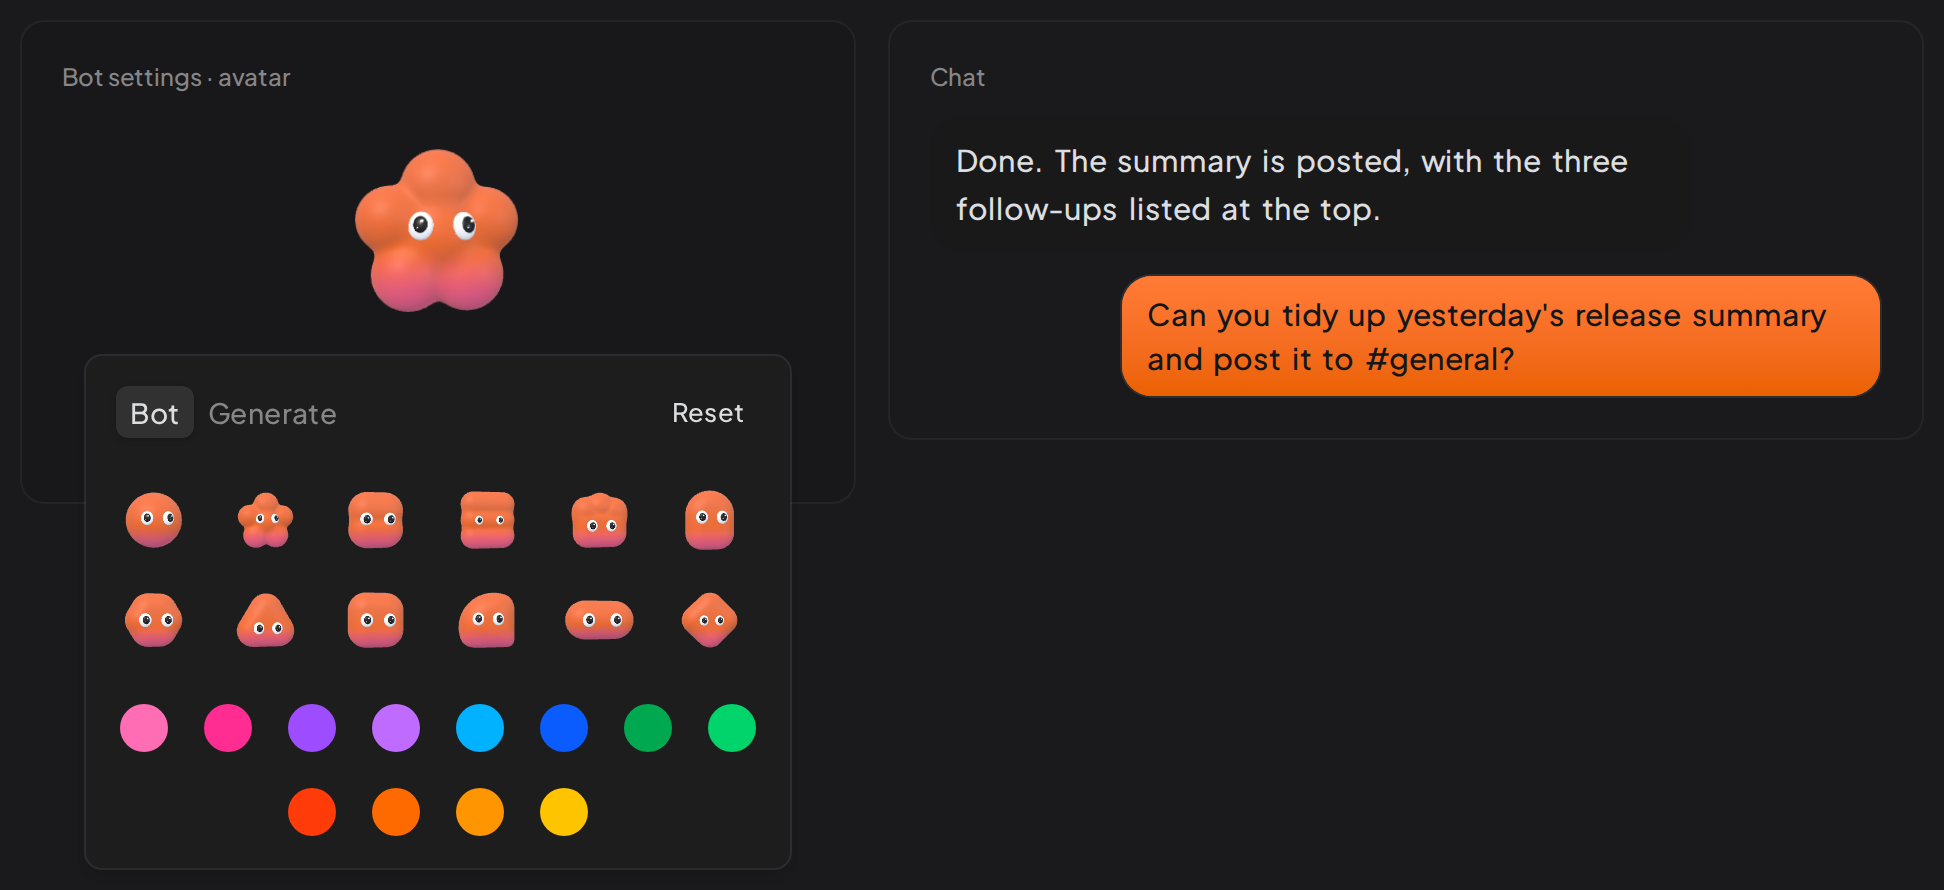 Bot settings · avatar
Bot
Generate
Reset
Chat
Done. The summary is posted, with the three
follow-ups listed at the top.
Can you tidy up yesterday's release summary
and post it to #general?